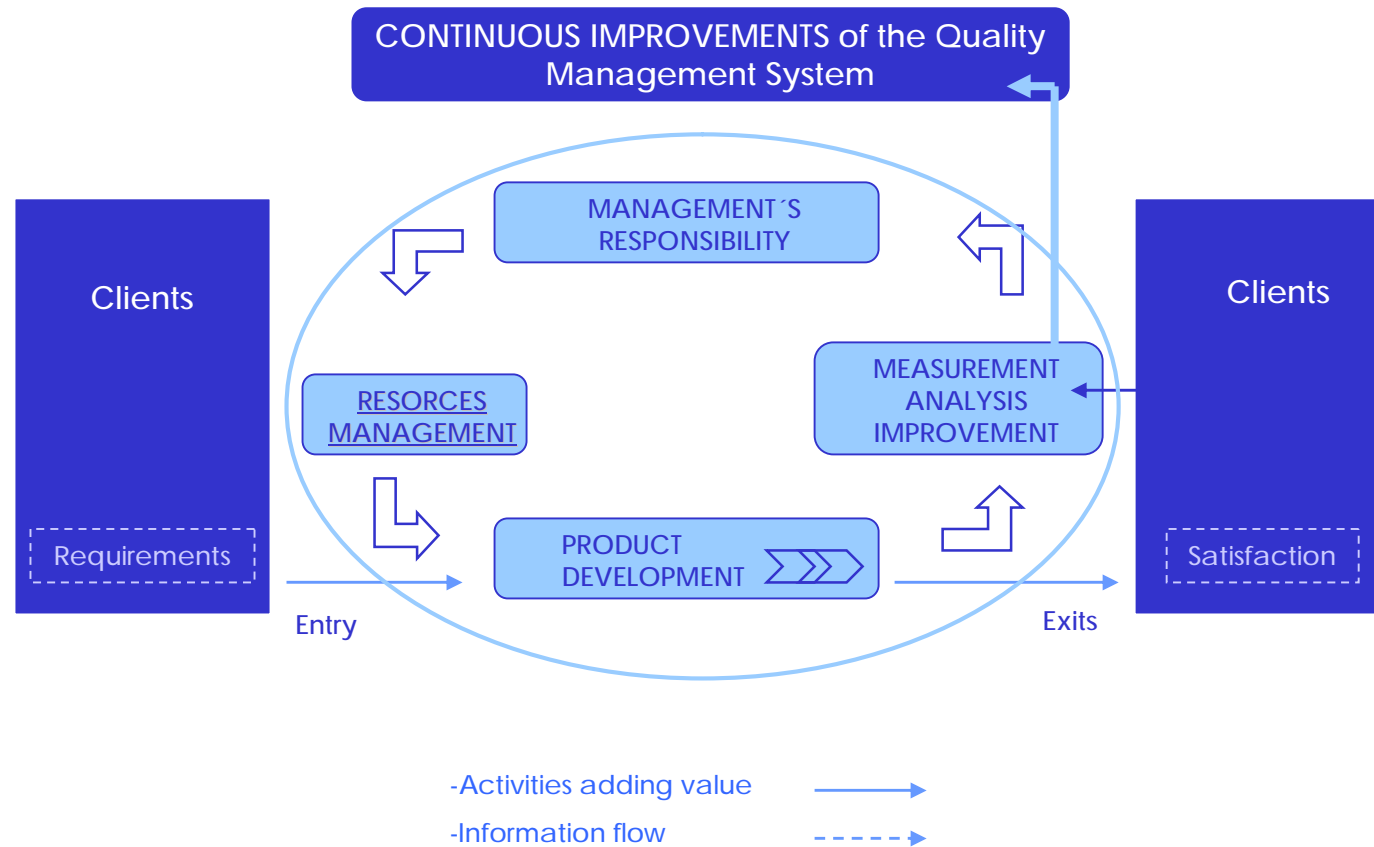 CONTINUOUS IMPROVEMENTS of the Quality
Management System
MANAGEMENT´S
RESPONSIBILITY
Clients
Clients
MEASUREMENT
ANALYSIS
IMPROVEMENT
RESORCES
MANAGEMENT
Requirements
PRODUCT
DEVELOPMENT
Satisfaction
Entry
Exits
-Activities adding value
-Information flow